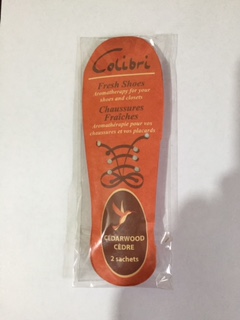 Colibri
Fresh Shoes
Aromatherapy for your
shoes and closets
Chaussures
Fraîches
Aromathérapie pour vos
chaussures et vos placards
CEDARWOOD
CÈDRE
2 sachets